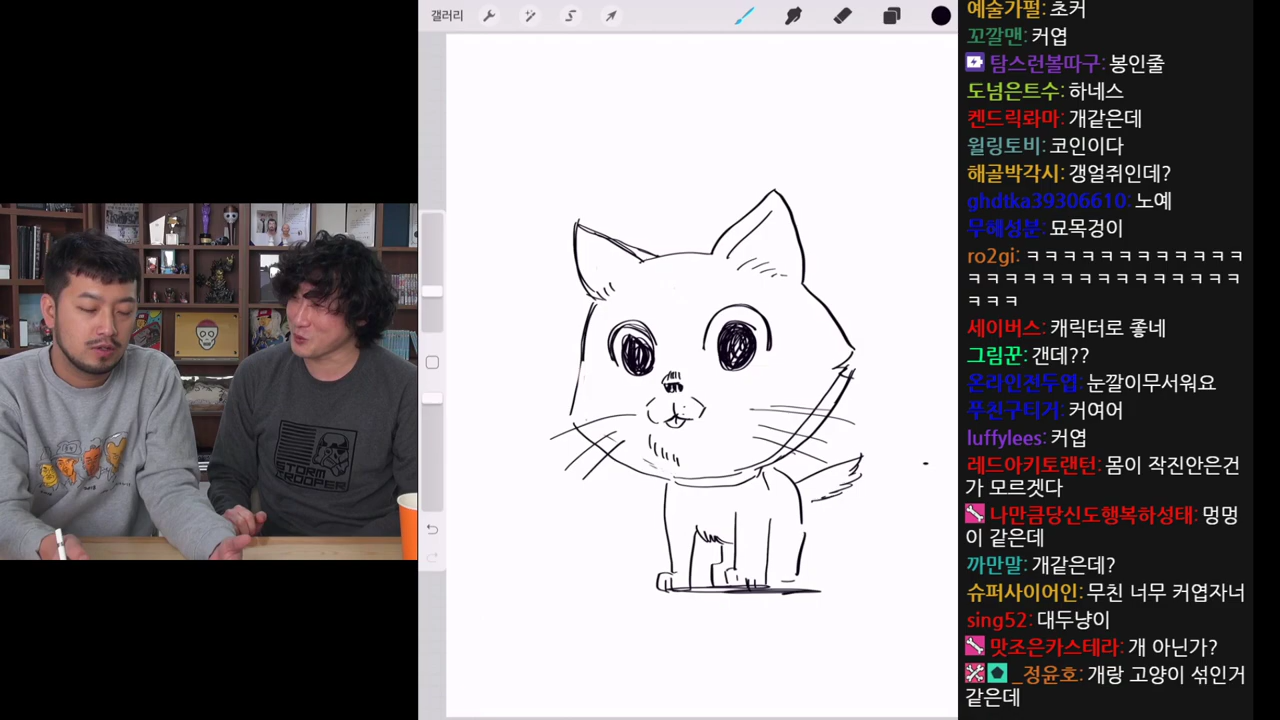 갤러리
STORM
TROOPER
예술가펄: 초커
꼬깔맨: 커엽
탐스런볼따구: 봉인줄
도넘은트수: 하네스
켄드릭롸마: 개같은데
윌링토비: 코인이다
해골박각시: 갱얼쥐인데?
ghdtka39306610: 노예
무해성분: 묘목겅이
ro2gi: ㅋㅋㅋㅋㅋㅋㅋㅋㅋㅋㅋㅋ
ㅋㅋㅋㅋㅋㅋㅋㅋㅋㅋㅋㅋㅋㅋㅋ
ㅋㅋㅋ
세이버스: 캐릭터로 좋네
그림꾼: 갠데??
온라인전두엽: 눈깔이무서워요
푸친구티거: 커여어
luffylees: 커엽
레드아키토랜턴: 몸이 작진안은건
가 모르겟다
나만큼당신도행복하성태: 멍멍
이 같은데
까만말: 개같은데?
슈퍼사이어인: 무친 너무 커엽자너
sing52: 대두냥이
맛조은카스테라: 개 아닌가?
_정윤호: 개랑 고양이 섞인거
같은데